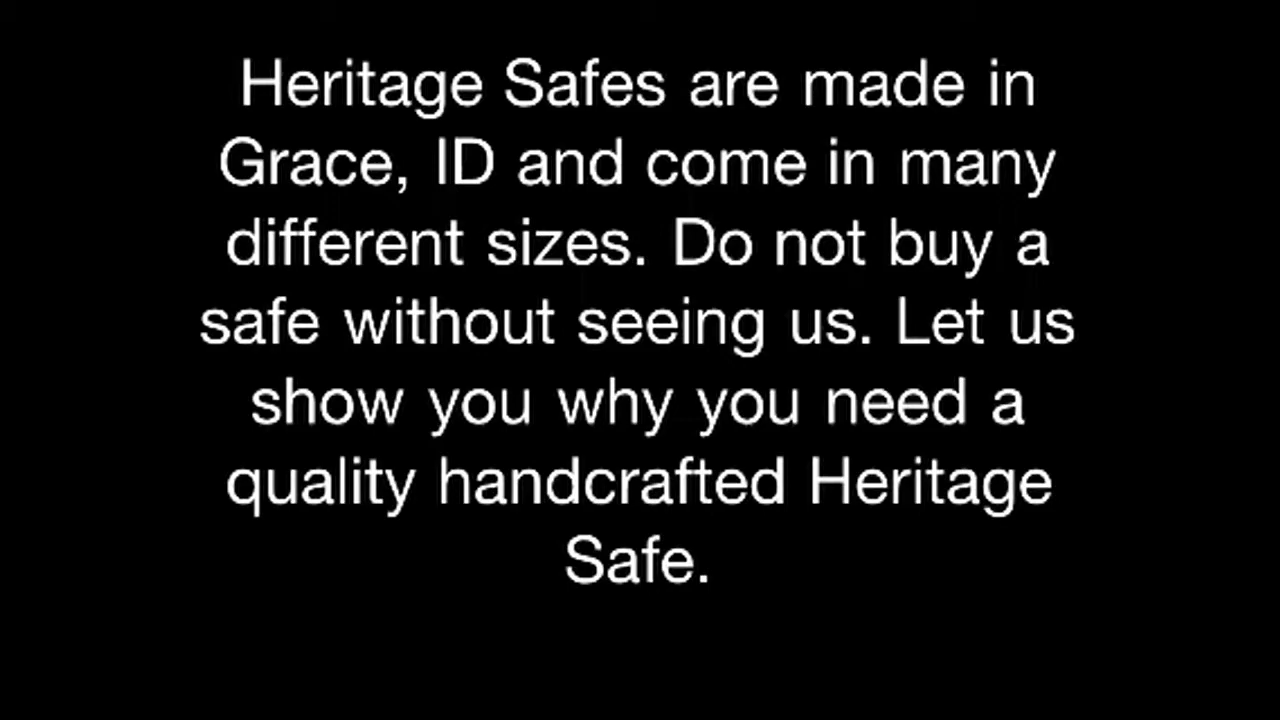 Heritage Safes are made in
Grace, ID and come in many
different sizes. Do not buy a
safe without seeing us. Let us
show you why you need a
quality handcrafted Heritage
Safe.